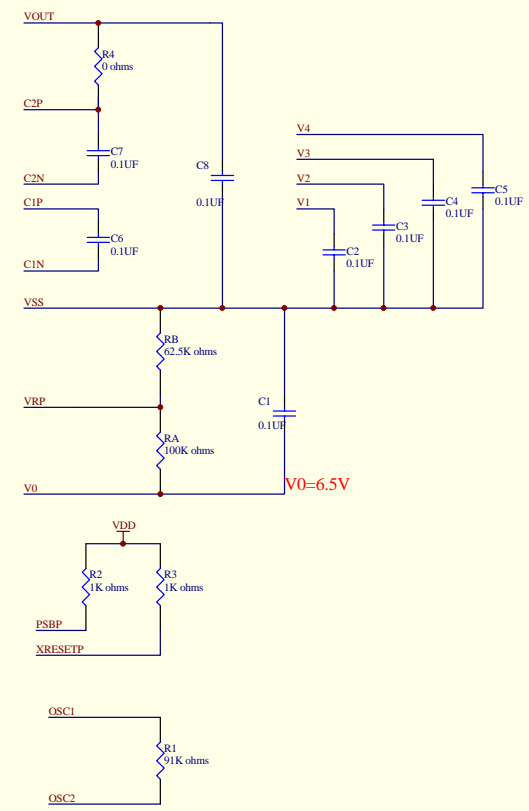 VOUT
R4
0 ohms
C2P
C7
0.1UF
C2N
C1P
C6
0.1UF
C1N
C8
0.1UF
V4
V3
V2
V1
C5
0.1UF
C4
0.1UF
C3
0.1UF
C2
0.1UF
VSS
RB
62.5K ohms
VRP
RA
100K ohms
C1
0.1UF
V0
V0=6.5V
VDD
R2
1K ohms
R3
1K ohms
PSBP
XRESETP
OSC1
R1
91K ohms
OSC2